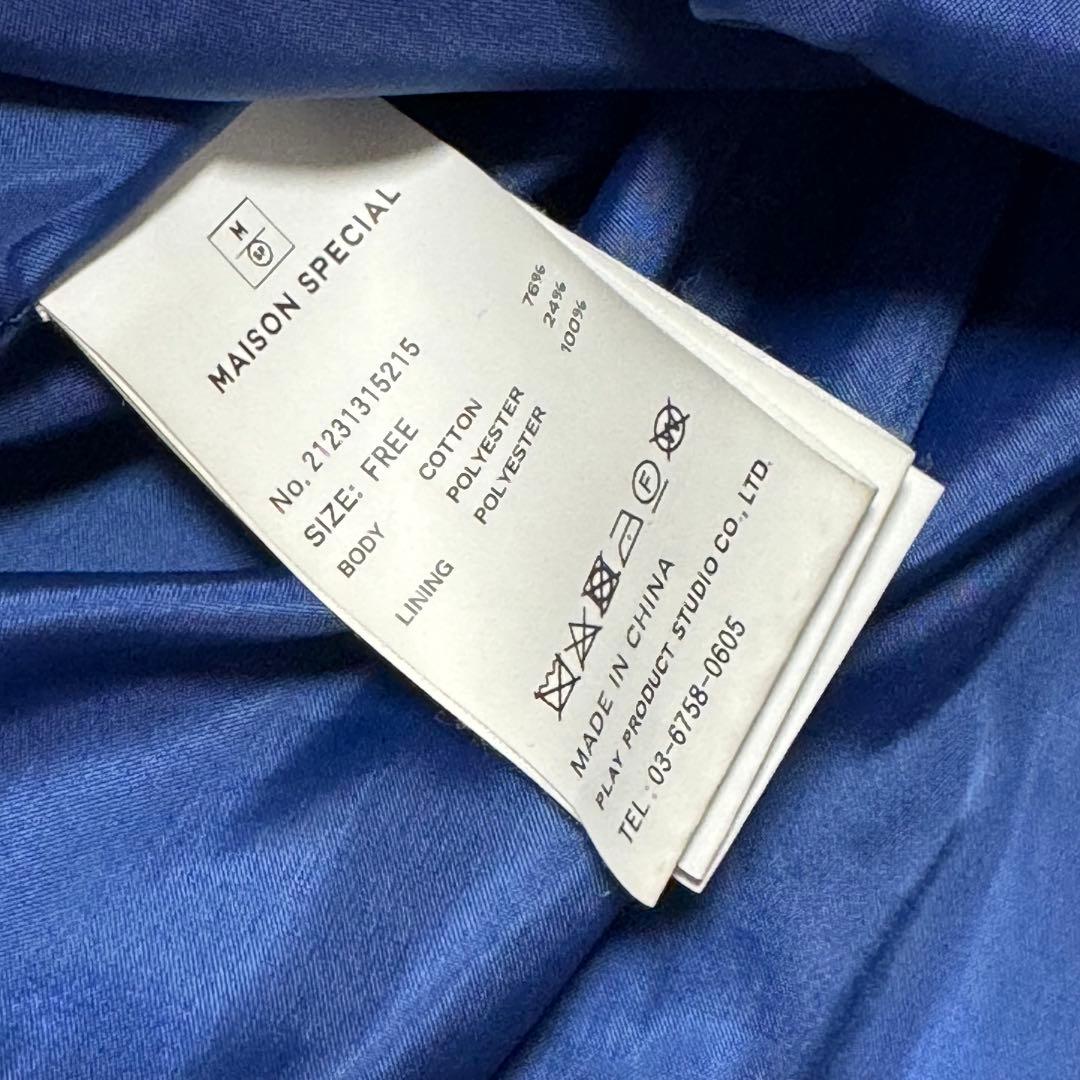 M
SP
MAISON SPECIAL
No. 21231315215
SIZE: FREE
BODY COTTON 76%
POLYESTER 24%
LINING POLYESTER 100%
F
W
MADE IN CHINA
PLAY PRODUCT STUDIO CO., LTD.
TEL : 03-6758-0605